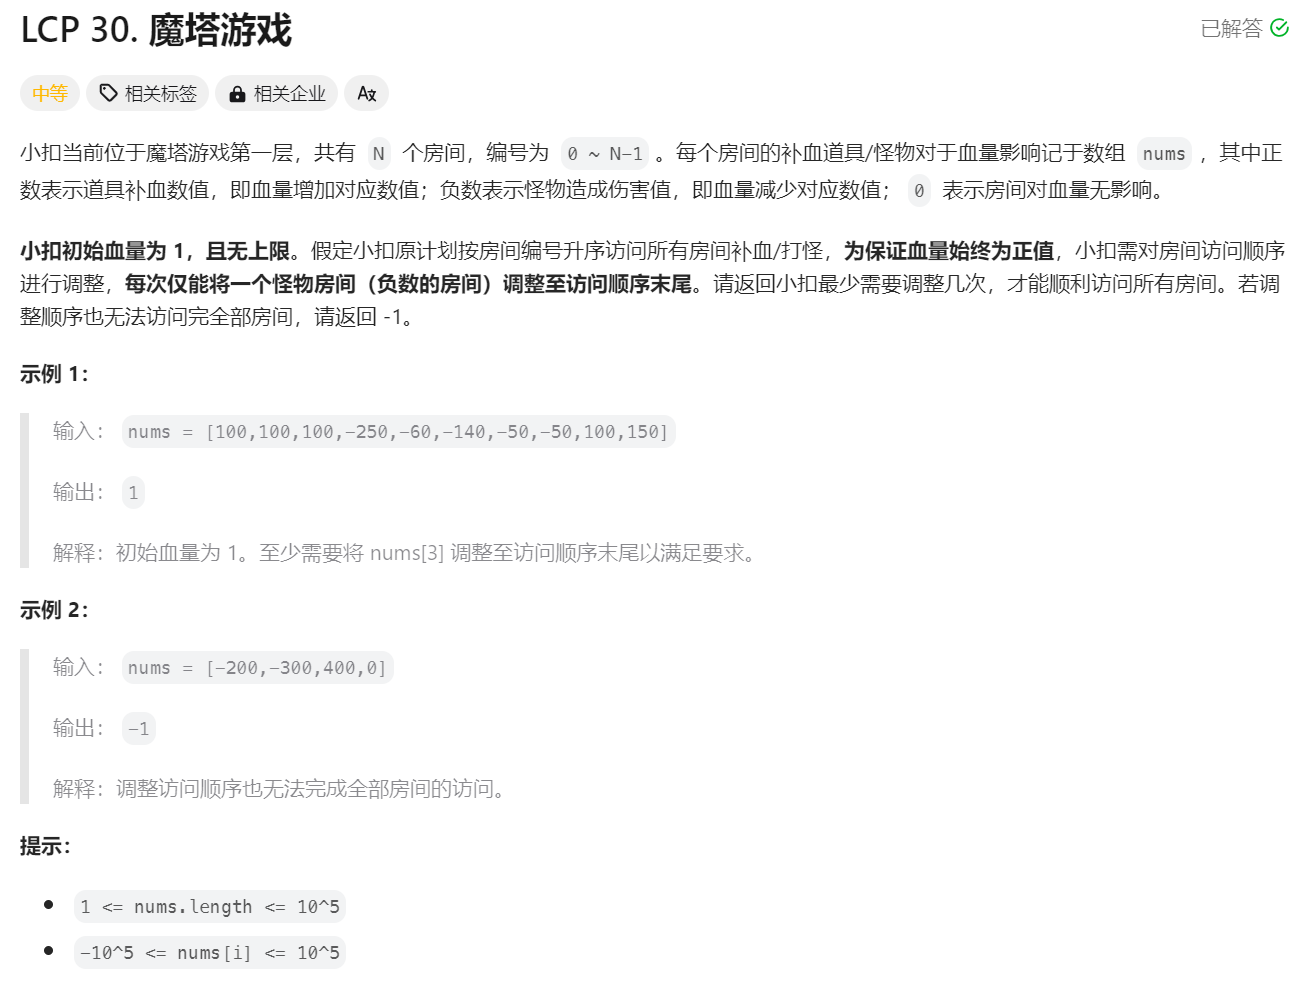 LCP 30. 魔塔游戏
已解答
中等
相关标签
相关企业
小扣当前位于魔塔游戏第一层，共有 N 个房间，编号为 0 ~ N-1 。每个房间的补血道具/怪物对于血量影响记于数组 nums ，其中正
数表示道具补血数值，即血量增加对应数值；负数表示怪物造成伤害值，即血量减少对应数值； 0 表示房间对血量无影响。
小扣初始血量为 1，且无上限。假定小扣原计划按房间编号升序访问所有房间补血/打怪，为保证血量始终为正值，小扣需对房间访问顺序
进行调整，每次仅能将一个怪物房间（负数的房间）调整至访问顺序末尾。请返回小扣最少需要调整几次，才能顺利访问所有房间。若调
整顺序也无法访问完全部房间，请返回 -1。
示例 1：
输入： nums = [100,100,100,-250,-60,-140,-50,-50,100,150]
输出： 1
解释：初始血量为 1。至少需要将 nums[3] 调整至访问顺序末尾以满足要求。
示例 2：
输入： nums = [-200,-300,400,0]
输出： -1
解释：调整访问顺序也无法完成全部房间的访问。
提示：
1 <= nums.length <= 10^5
-10^5 <= nums[i] <= 10^5